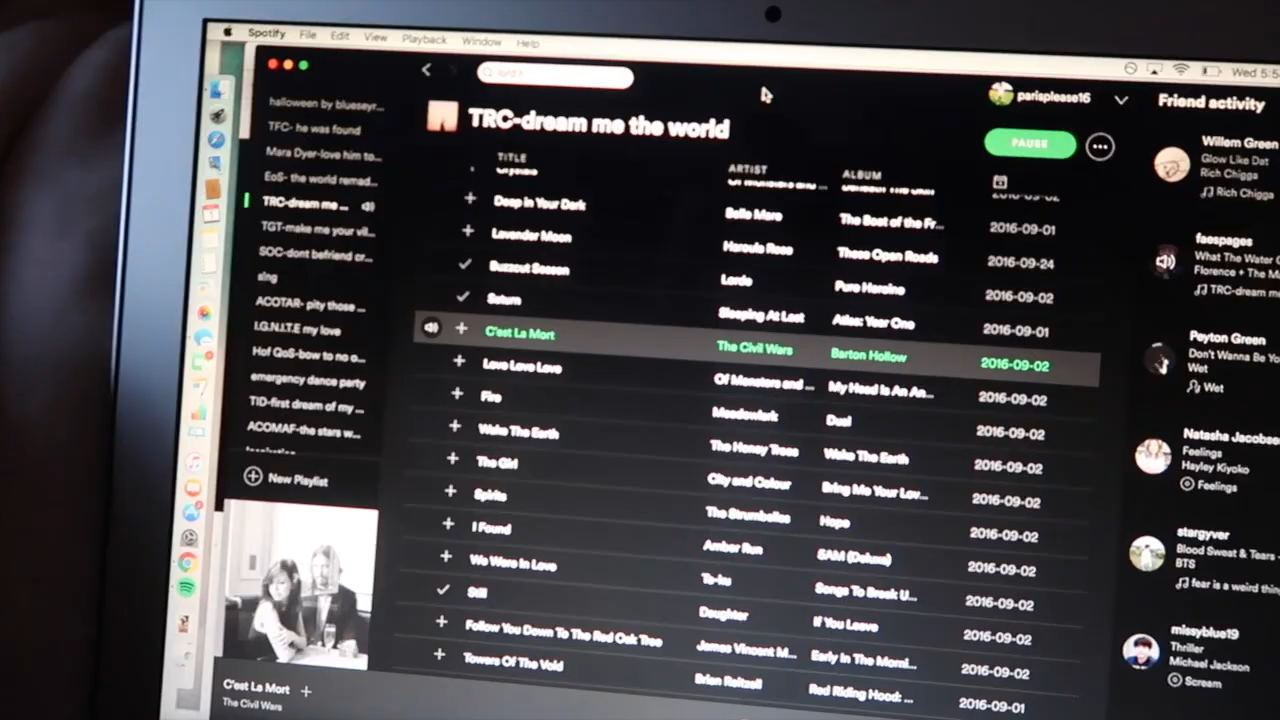 Spotify File Edit View Playback Window Help
Wed 5:5
halloween by blueseyr...
TFC- he was found
Mara Dyer-love him to...
EoS- the world remad...
TRC-dream me ...
TGT-make me your vil...
SOC-dont befriend cr...
sing
ACOTAR- pity those ...
I.G.N.I.T.E my love
Hof QoS-bow to no o...
emergency dance party
TID-first dream of my ...
ACOMAF-the stars w...
New Playlist
C'est La Mort
The Civil Wars
TRC-dream me the world
parisplease16
PAUSE
TITLE ARTIST ALBUM
Of Monsters and ... 2016-09-02
Deep in Your Dark Belle Mare The Boat of the Fr... 2016-09-01
Lavender Moon Haroula Rose These Open Roads 2016-09-24
Buzzcut Season Lorde Pure Heroine 2016-09-02
Saturn Sleeping At Last Atlas: Year One 2016-09-01
C'est La Mort The Civil Wars Barton Hollow 2016-09-02
Love Love Love Of Monsters and ... My Head Is An An... 2016-09-02
Fire Meadowlark Dual 2016-09-02
Wake The Earth The Honey Trees Wake The Earth 2016-09-02
The Girl City and Colour Bring Me Your Lov... 2016-09-02
Spirits The Strumbellas Hope 2016-09-02
I Found Amber Run 5AM (Deluxe) 2016-09-02
We Were In Love Ta-ku Songs To Break U... 2016-09-02
Still Daughter If You Leave 2016-09-02
Follow You Down To The Red Oak Tree James Vincent M... Early In The Morni... 2016-09-02
Towers Of The Void Brian Reitzell Red Riding Hood: ... 2016-09-01
Friend activity
Willem Green
Glow Like Dat
Rich Chigga
Rich Chigga
faespages
What The Water G
Florence + The M
TRC-dream m
Peyton Green
Don't Wanna Be Yo
Wet
Wet
Natasha Jacobse
Feelings
Hayley Kiyoko
Feelings
stargyver
Blood Sweat & Tears -
BTS
fear is a weird thin
missyblue19
Thriller
Michael Jackson
Scream